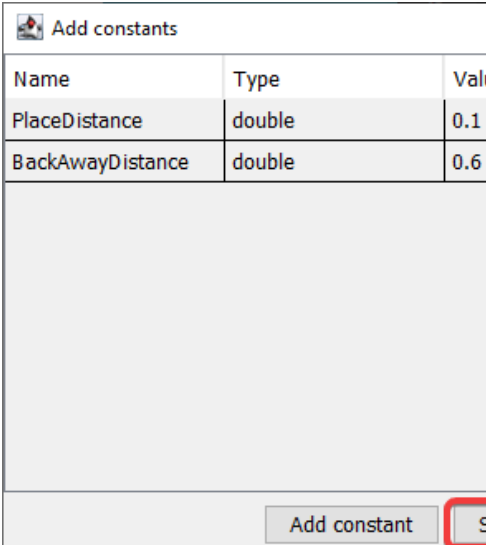 Add constants
Name Type
PlaceDistance double 0.1
BackAwayDistance double 0.6
Add constant